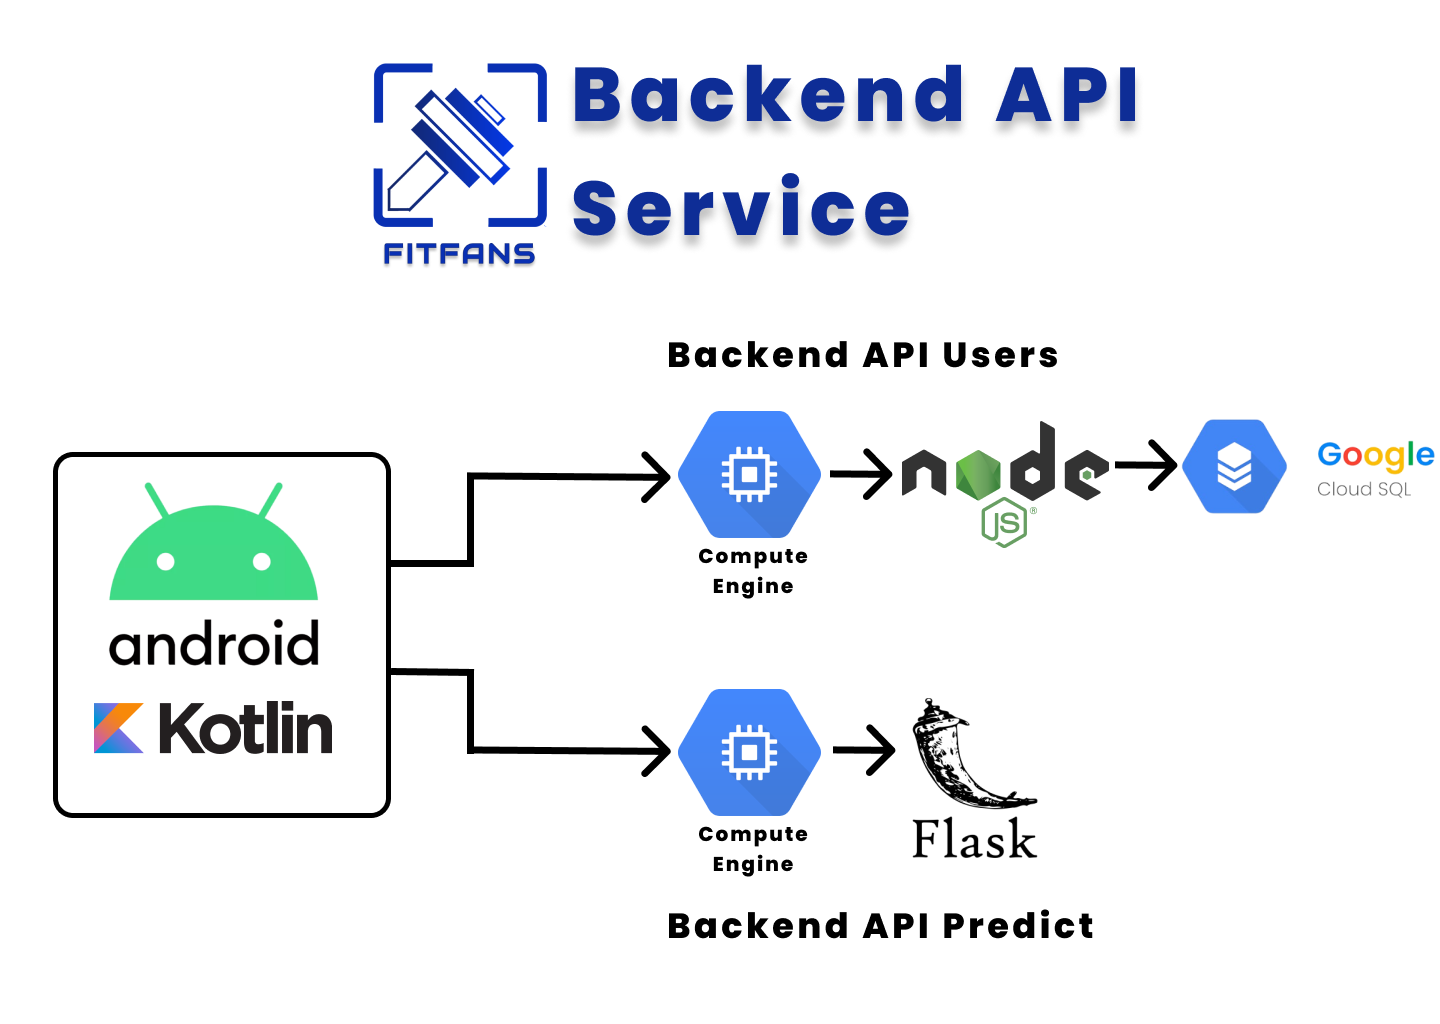 Backend API
Service
FITFANS
Backend API Users
node
JS®
Google
Cloud SQL
Compute
Engine
android
Kotlin
Compute
Engine
Flask
Backend API Predict